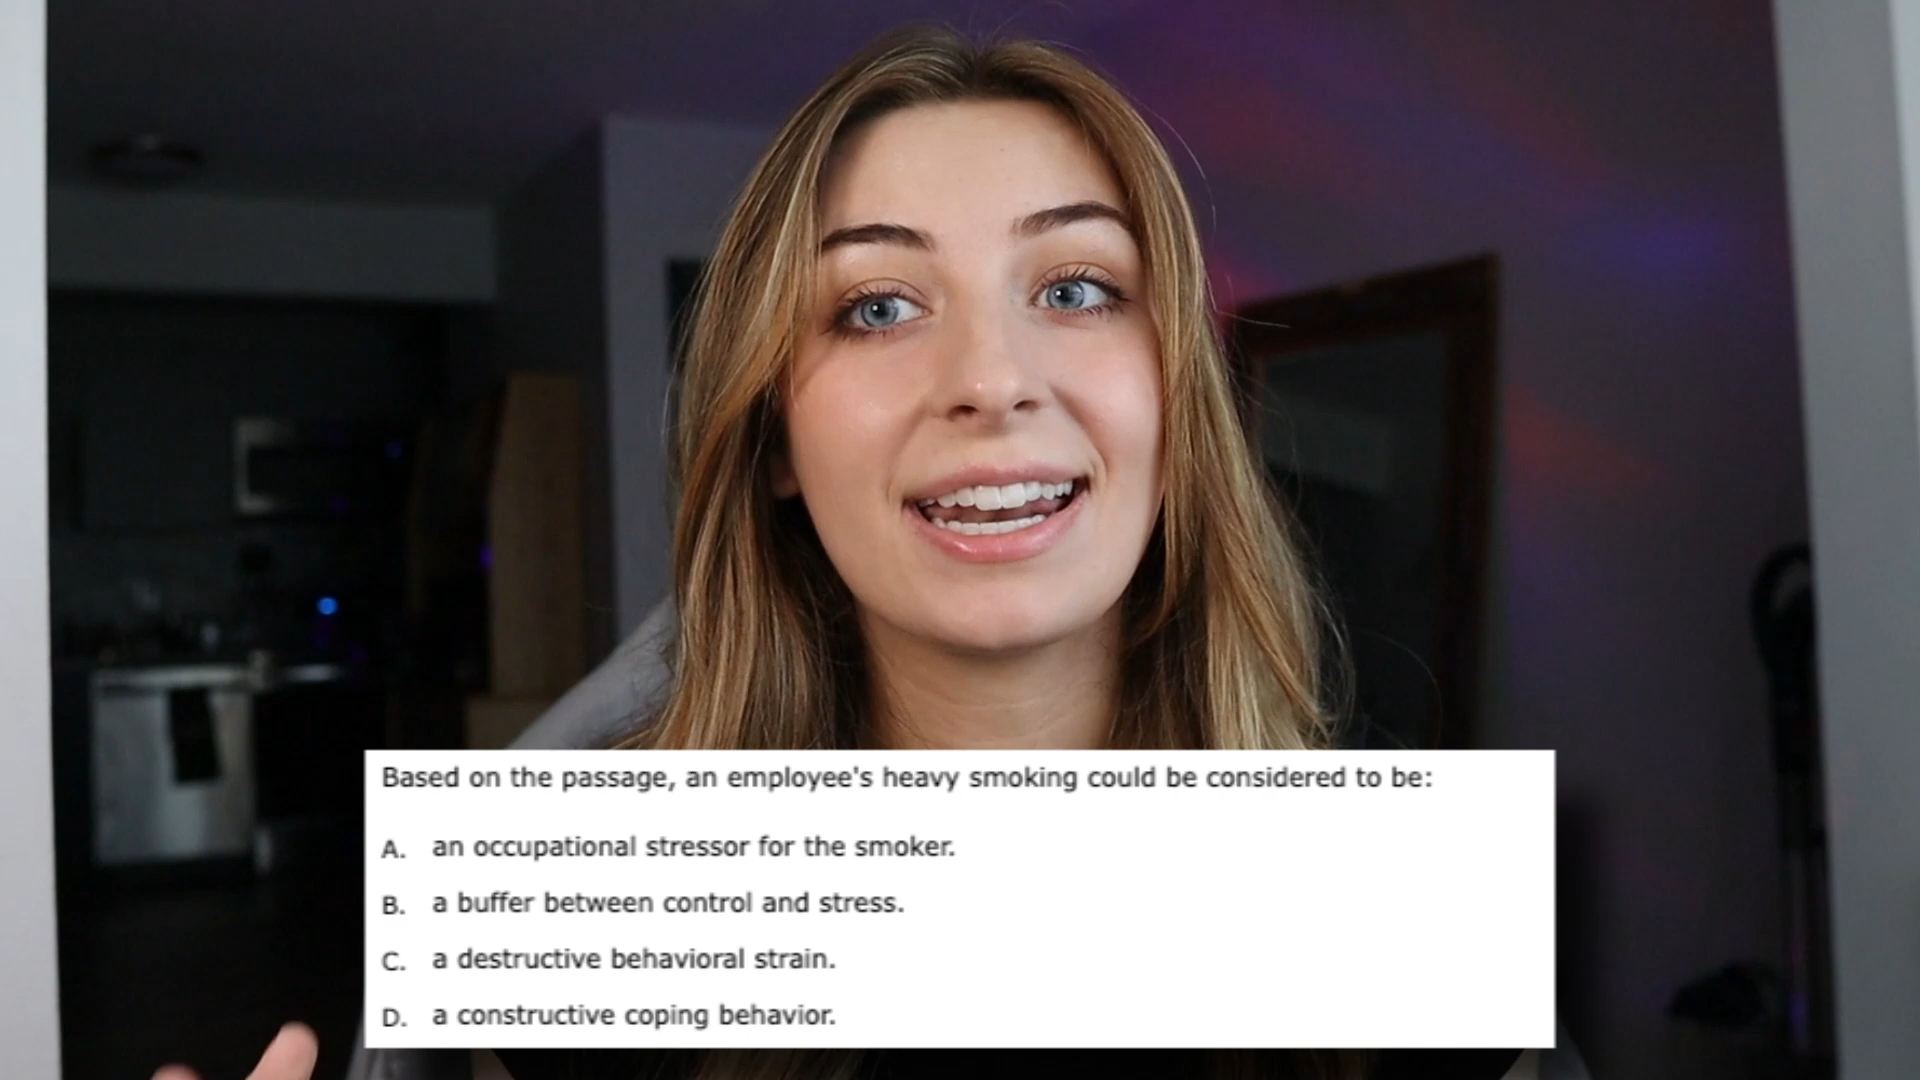 Based on the passage, an employee's heavy smoking could be considered to be:
A. an occupational stressor for the smoker.
B. a buffer between control and stress.
C. a destructive behavioral strain.
D. a constructive coping behavior.